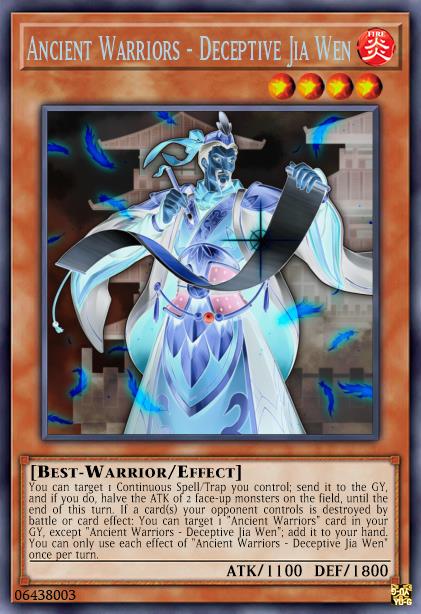 Ancient Warriors - Deceptive Jia Wen
FIRE
炎
[Best-Warrior/Effect]
You can target 1 Continuous Spell/Trap you control; send it to the GY,
and if you do, halve the ATK of 2 face-up monsters on the field, until the
end of this turn. If a card(s) your opponent controls is destroyed by
battle or card effect: You can target 1 "Ancient Warriors" card in your
GY, except "Ancient Warriors - Deceptive Jia Wen"; add it to your hand.
You can only use each effect of "Ancient Warriors - Deceptive Jia Wen"
once per turn.
ATK/1100 DEF/1800
06438003